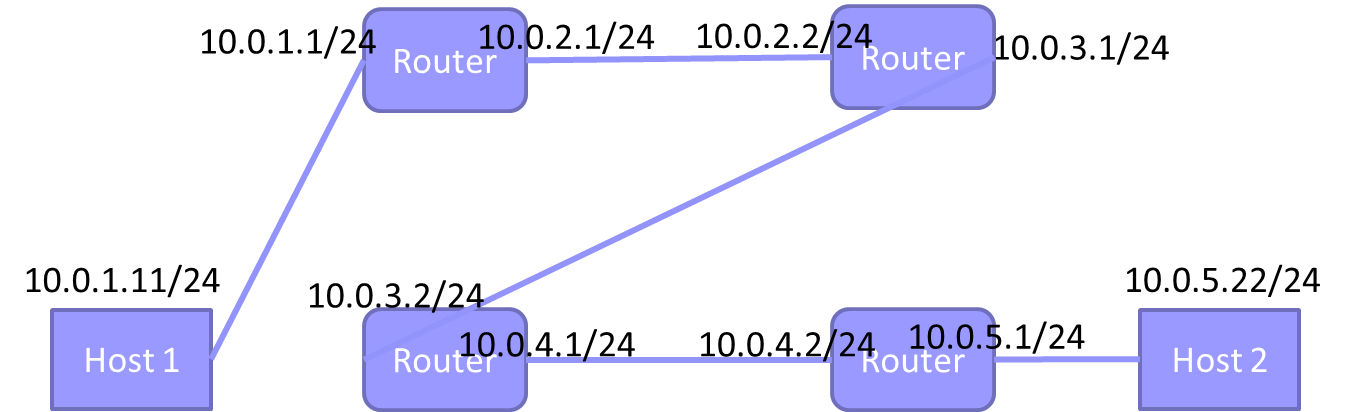 10.0.1.1/24
Router
10.0.2.1/24
10.0.2.2/24
Router
10.0.3.1/24
10.0.1.11/24
Host 1
10.0.3.2/24
Router
10.0.4.1/24
10.0.4.2/24
Router
10.0.5.1/24
10.0.5.22/24
Host 2